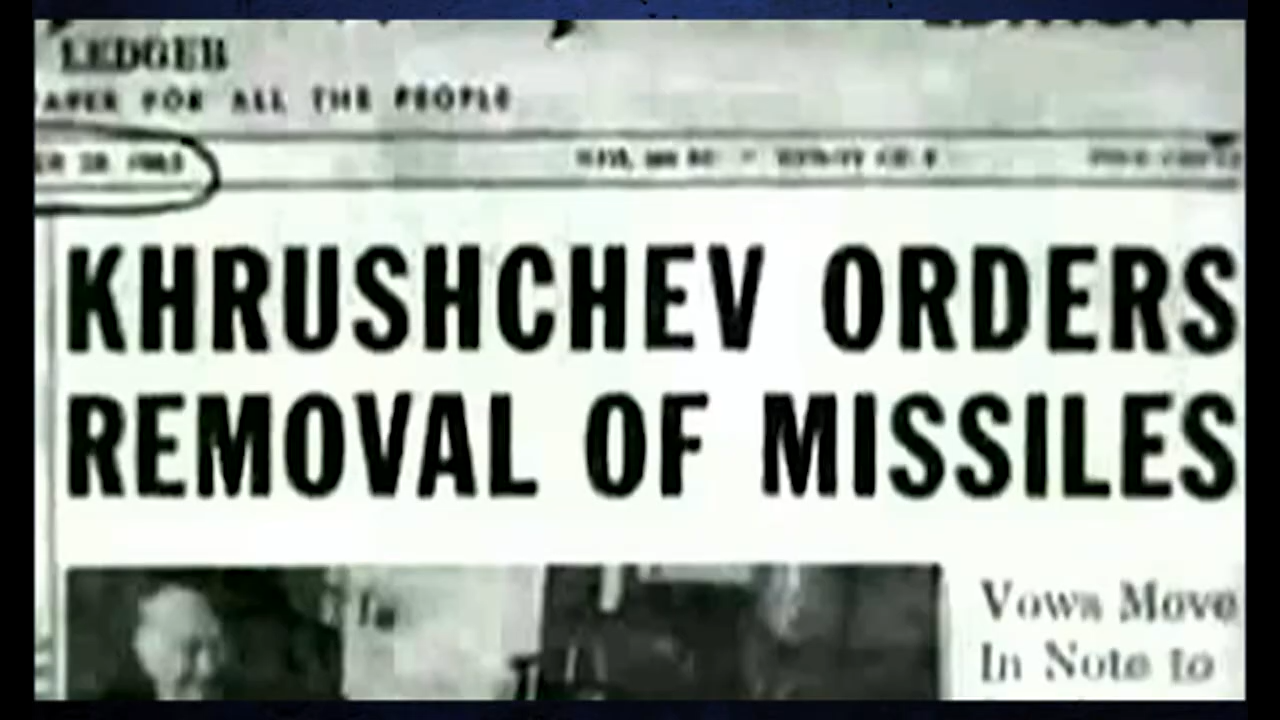 LEDGER
APER FOR ALL THE PEOPLE
KHRUSHCHEV ORDERS
REMOVAL OF MISSILES
Vows Move
In Note to